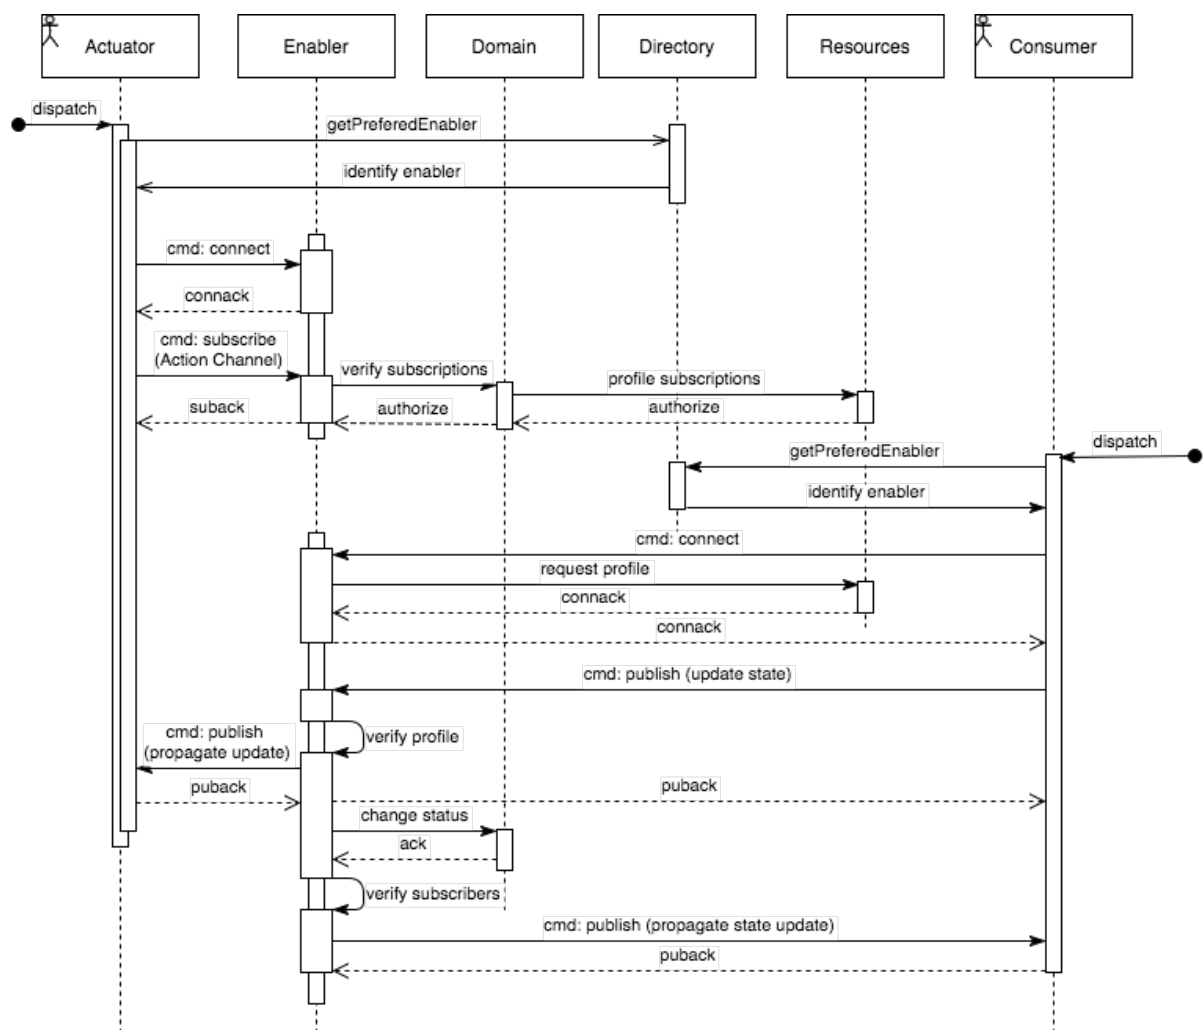 Actuator
Enabler
Domain
Directory
Resources
Consumer
dispatch
getPreferedEnabler
identify enabler
cmd: connect
connack
cmd: subscribe
(Action Channel)
verify subscriptions
profile subscriptions
suback
authorize
authorize
dispatch
getPreferedEnabler
identify enabler
cmd: connect
request profile
connack
connack
cmd: publish (update state)
cmd: publish
(propagate update)
verify profile
puback
puback
change status
ack
verify subscribers
cmd: publish (propagate state update)
puback